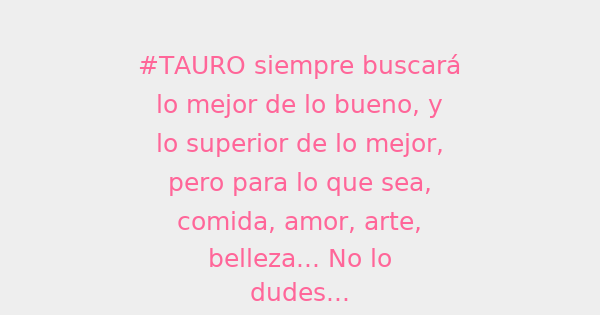 #TAURO siempre buscará
lo mejor de lo bueno, y
lo superior de lo mejor,
pero para lo que sea,
comida, amor, arte,
belleza... No lo
dudes...